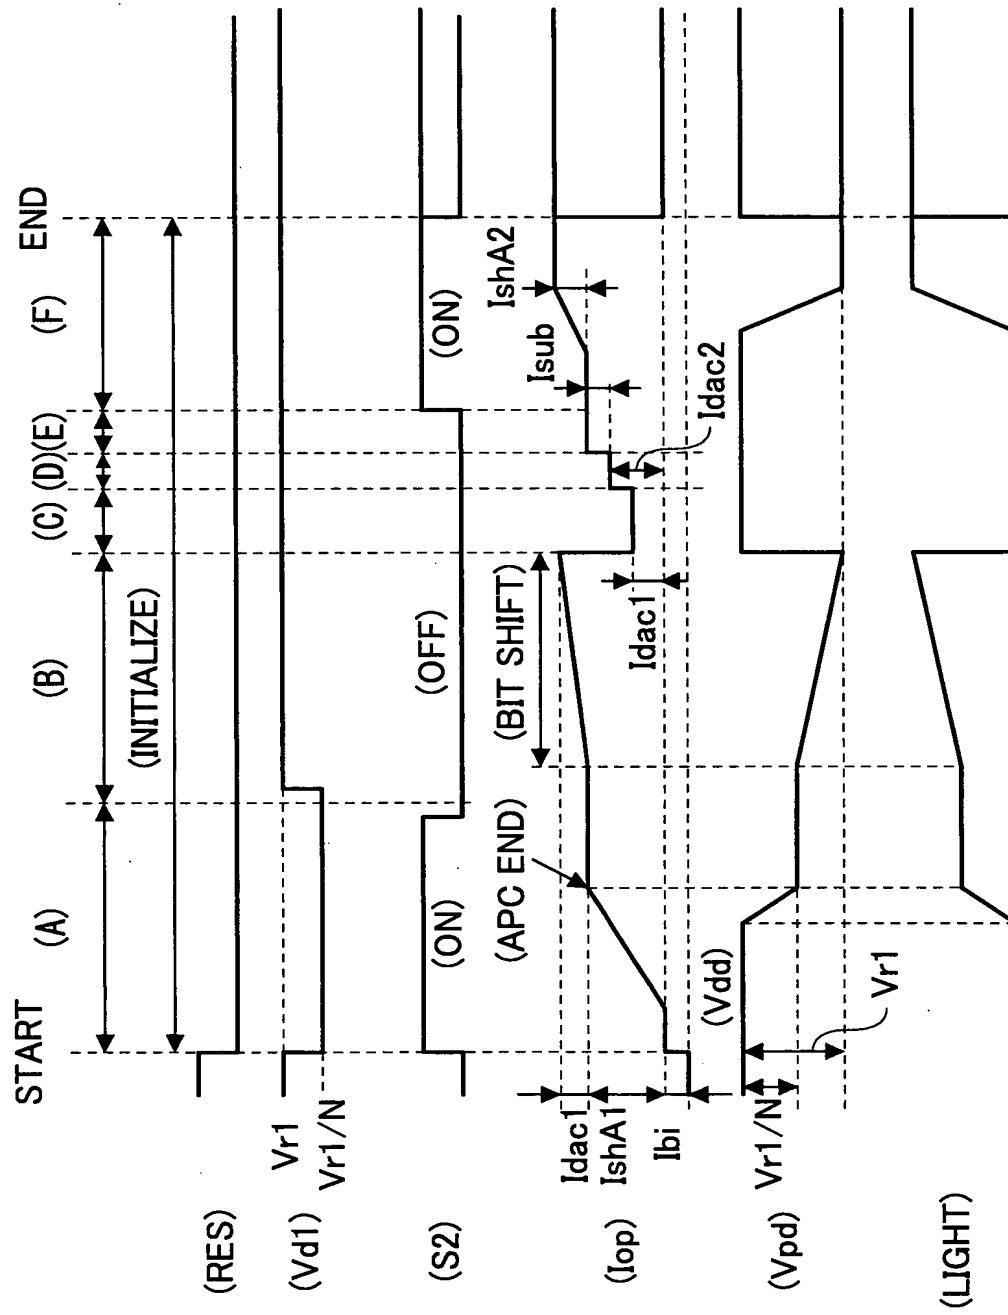 START
(A)
(B)
(C)
(D)
(E)
(F)
END
(INITIALIZE)
(RES)
Vr1
Vr1/N
(Vd1)
(ON)
(OFF)
(ON)
(S2)
(APC END)
(BIT SHIFT)
Idac1
IshA1
Ibi
Idac1
Isub
IshA2
Idac2
(Iop)
(Vdd)
Vr1/N
Vr1
(Vpd)
(LIGHT)